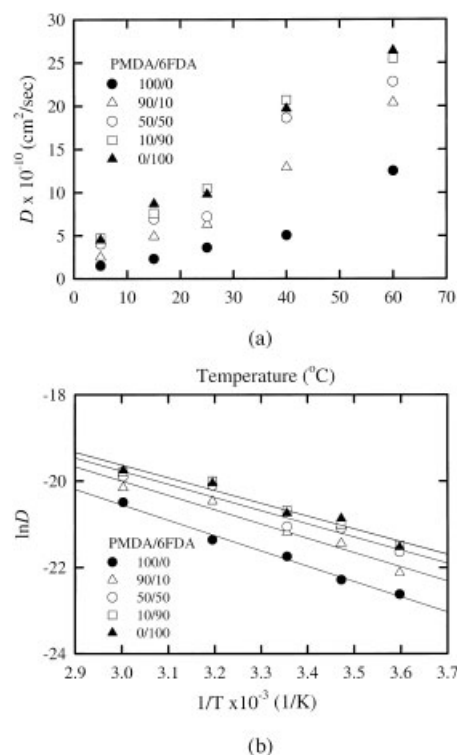 30
25
20
15
10
5
0
D x 10-10 (cm2/sec)
PMDA/6FDA
100/0
90/10
50/50
10/90
0/100
0 10 20 30 40 50 60 70
(a)
Temperature (oC)
-18
-20
-22
-24
lnD
PMDA/6FDA
100/0
90/10
50/50
10/90
0/100
2.9 3.0 3.1 3.2 3.3 3.4 3.5 3.6 3.7
1/T x10-3 (1/K)
(b)